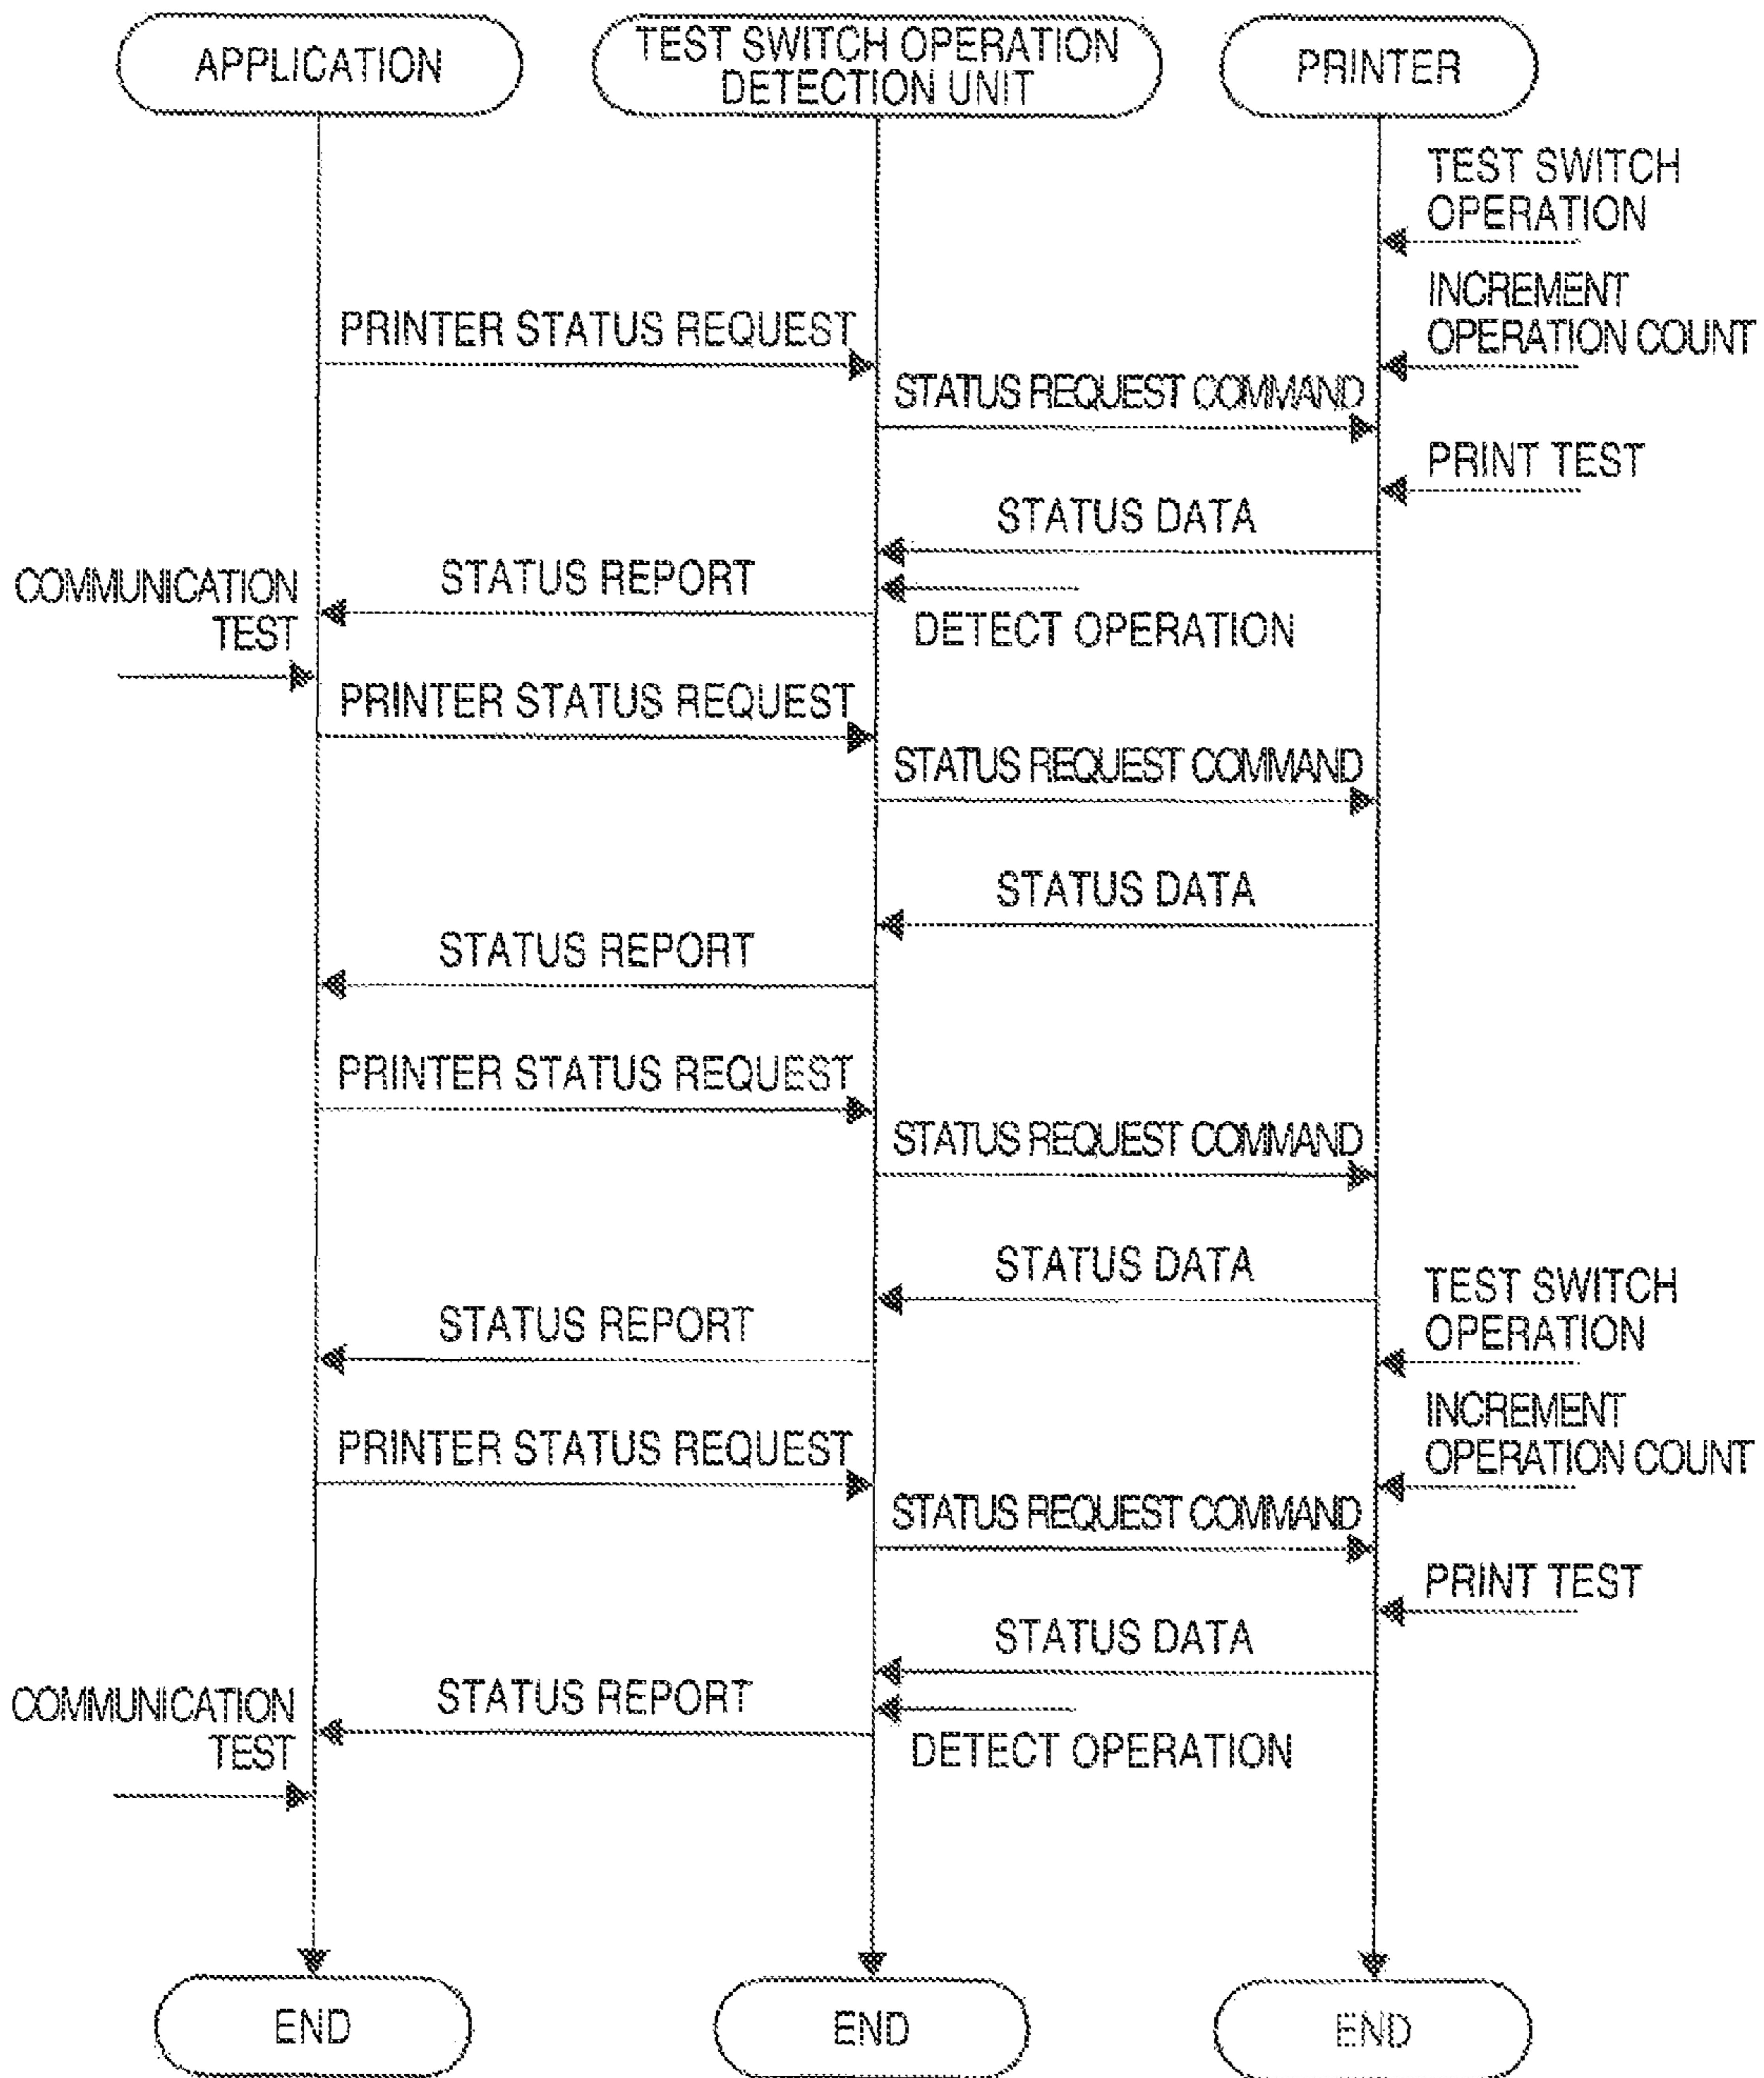 APPLICATION
TEST SWITCH OPERATION
DETECTION UNIT
PRINTER
TEST SWITCH
OPERATION
INCREMENT
OPERATION COUNT
PRINTER STATUS REQUEST
STATUS REQUEST COMMAND
PRINT TEST
STATUS DATA
STATUS REPORT
COMMUNICATION
TEST
DETECT OPERATION
PRINTER STATUS REQUEST
STATUS REQUEST COMMAND
STATUS DATA
STATUS REPORT
PRINTER STATUS REQUEST
STATUS REQUEST COMMAND
STATUS DATA
TEST SWITCH
OPERATION
STATUS REPORT
INCREMENT
OPERATION COUNT
PRINTER STATUS REQUEST
STATUS REQUEST COMMAND
PRINT TEST
STATUS DATA
STATUS REPORT
COMMUNICATION
TEST
DETECT OPERATION
END
END
END